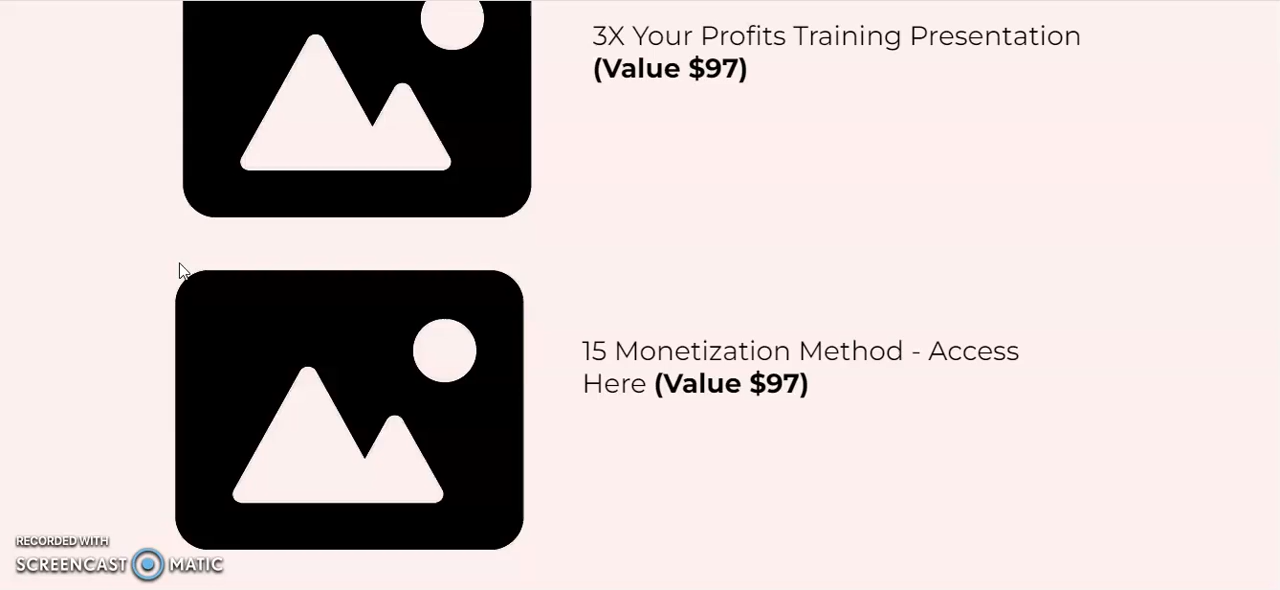 3X Your Profits Training Presentation
(Value $97)
15 Monetization Method - Access
Here (Value $97)
RECORDED WITH
SCREENCAST MATIC